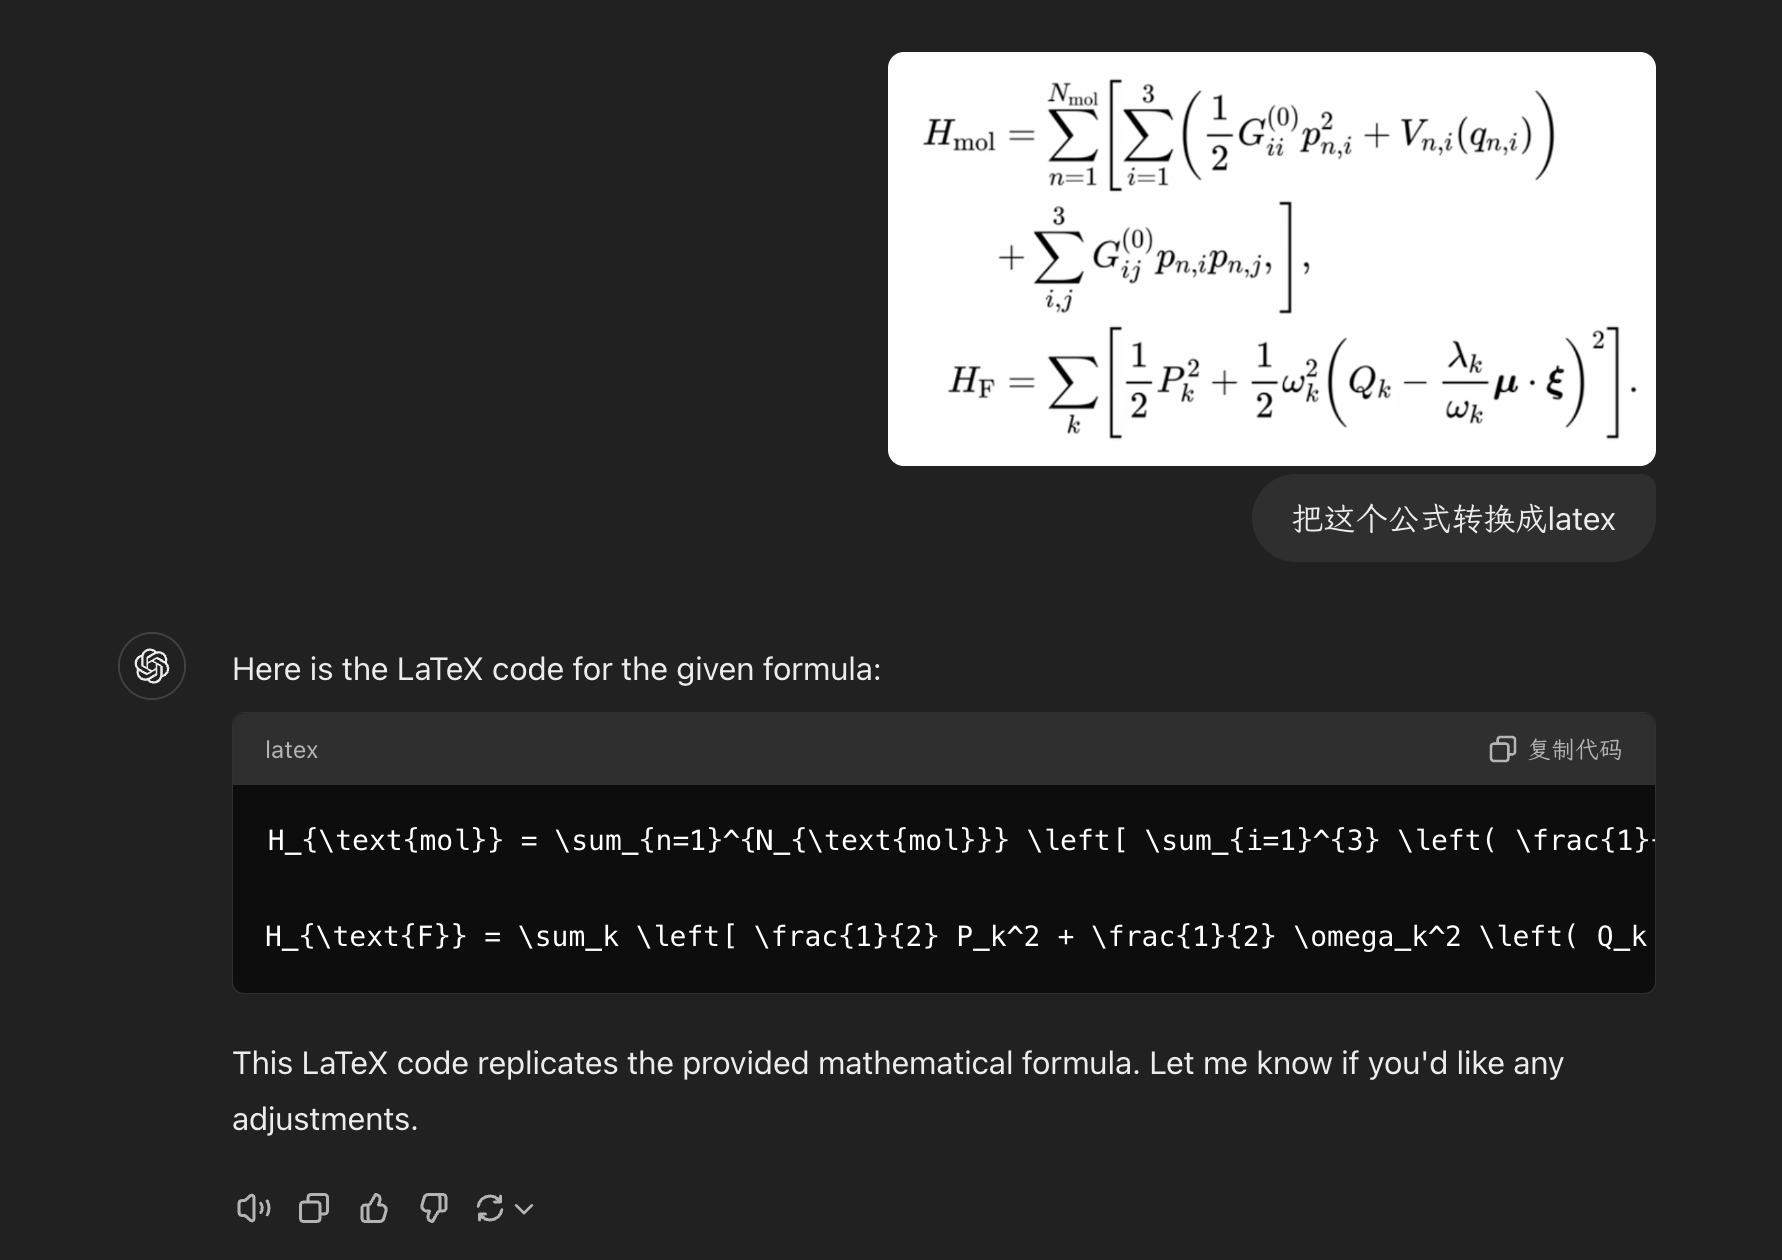 H_{\text{mol}} = \sum_{n=1}^{N_{\text{mol}}} \left[ \sum_{i=1}^{3} \left( \frac{1}{2} G_{ii}^{(0)} p_{n,i}^2 + V_{n,i}(q_{n,i}) \right)
+ \sum_{i,j}^{3} G_{ij}^{(0)} p_{n,i} p_{n,j}, \right],
H_{\text{F}} = \sum_k \left[ \frac{1}{2} P_k^2 + \frac{1}{2} \omega_k^2 \left( Q_k - \frac{\lambda_k}{\omega_k} \boldsymbol{\mu} \cdot \boldsymbol{\xi} \right)^2 \right].
把这个公式转换成latex
Here is the LaTeX code for the given formula:
latex 复制代码
H_{\text{mol}} = \sum_{n=1}^{N_{\text{mol}}} \left[ \sum_{i=1}^{3} \left( \frac{1}
H_{\text{F}} = \sum_k \left[ \frac{1}{2} P_k^2 + \frac{1}{2} \omega_k^2 \left( Q_k
This LaTeX code replicates the provided mathematical formula. Let me know if you'd like any
adjustments.